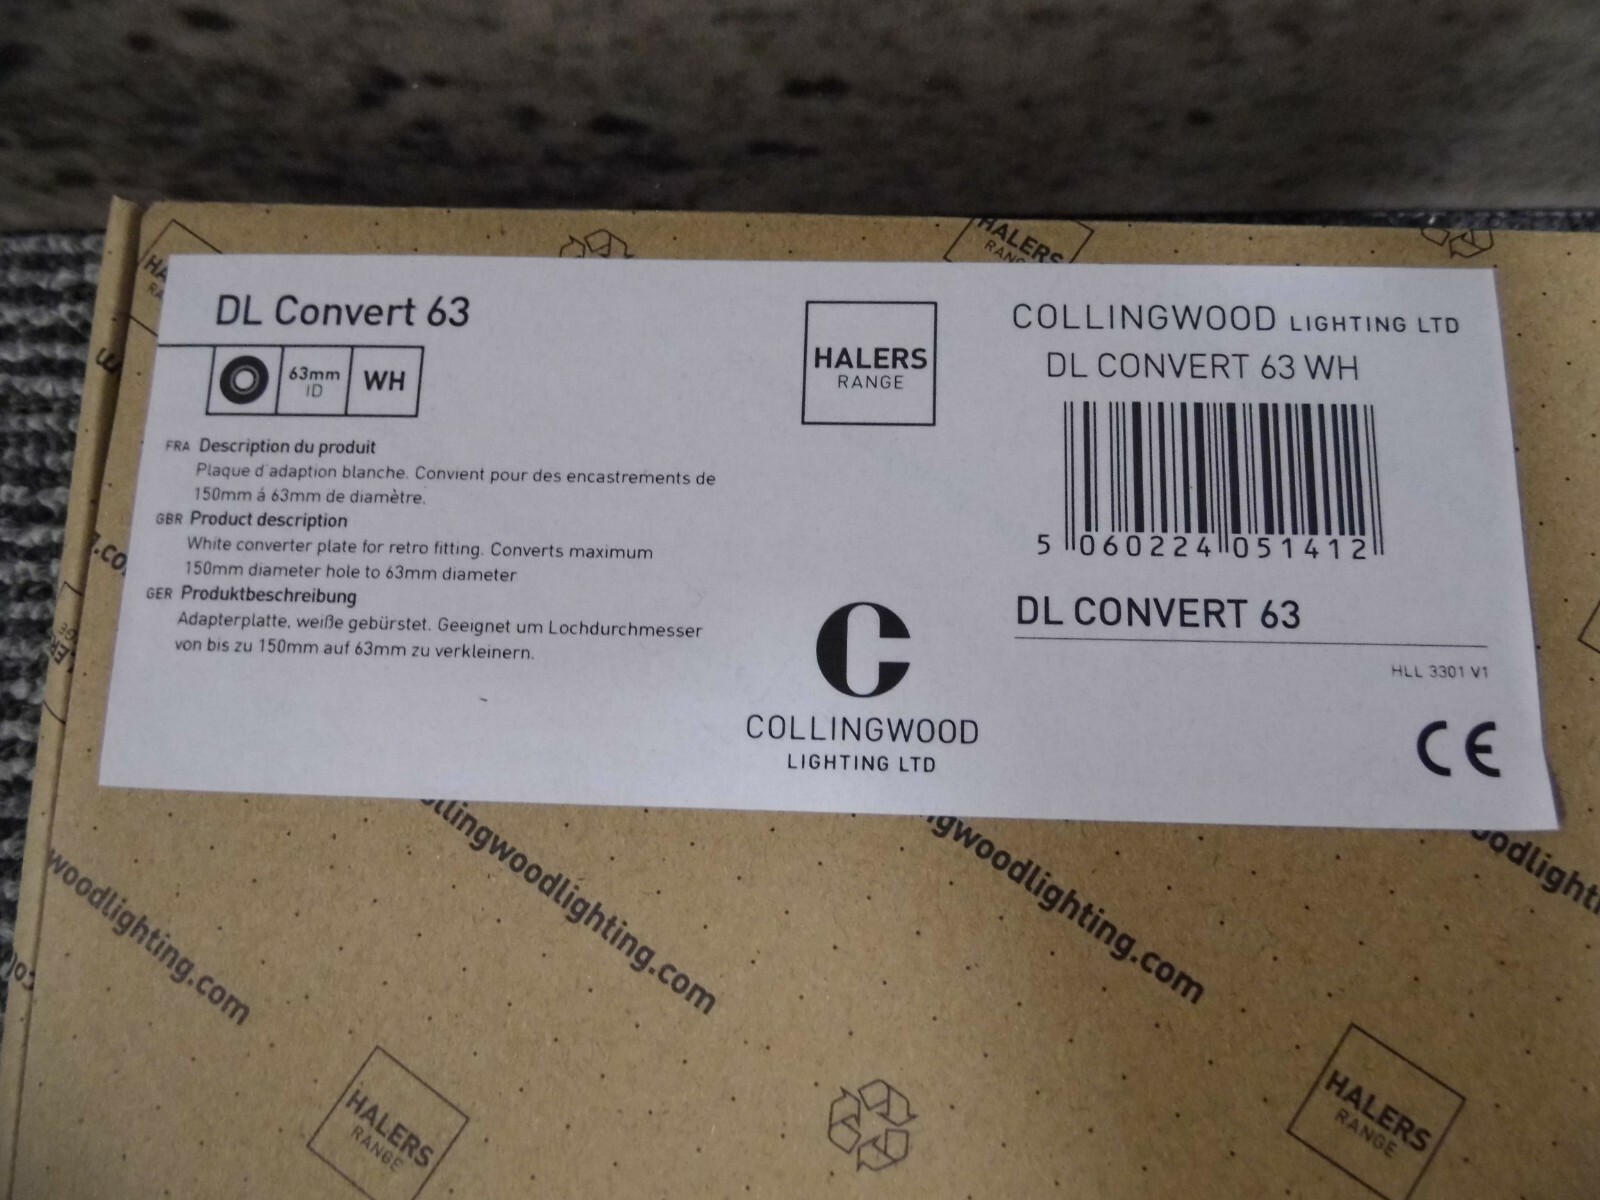 DL Convert 63
63mm
ID
WH
FRA Description du produit
Plaque d'adaption blanche. Convient pour des encastrements de
150mm á 63mm de diamètre.
GBR Product description
White converter plate for retro fitting. Converts maximum
150mm diameter hole to 63mm diameter
GER Produktbeschreibung
Adapterplatte, weiße gebürstet. Geeignet um Lochdurchmesser
von bis zu 150mm auf 63mm zu verkleinern.
HALERS
RANGE
COLLINGWOOD
LIGHTING LTD
COLLINGWOOD LIGHTING LTD
DL CONVERT 63 WH
5 060224 051412
DL CONVERT 63
HLL 3301 V1
CE
HALERS
RANGE
woodlighting.com
llingwoodlighting.com
gwoodlighting.com
oodlight
HALERS
RANGE
HALERS
RANGE